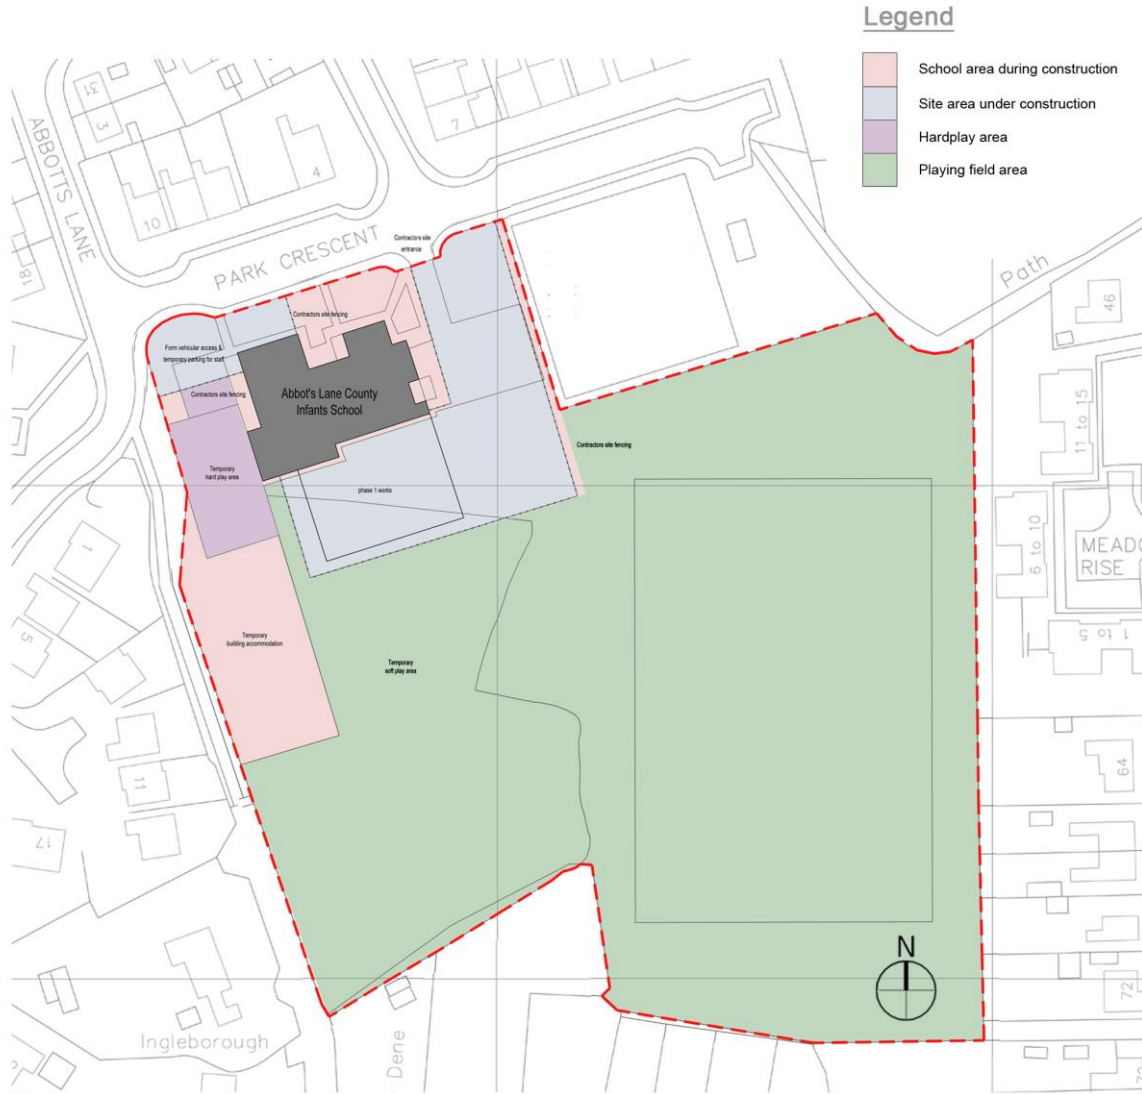 Legend
School area during construction
Site area under construction
Hardplay area
Playing field area
ABBOTTS LANE
31
3
10
4
7
18
PARK CRESCENT
Contractors site
entrance
Path
46
Contractors site fencing
Form vehicular access &
temporary parking for staff
Contractors site fencing
Abbot's Lane County
Infants School
11 to 15
Contractors site fencing
Temporary
hard play area
phase 1 works
6 to 10
MEADO
RISE
1
5
1 to 5
Temporary
building accommodation
Temporary
soft play area
64
11
17
N
72
Ingleborough
Dene